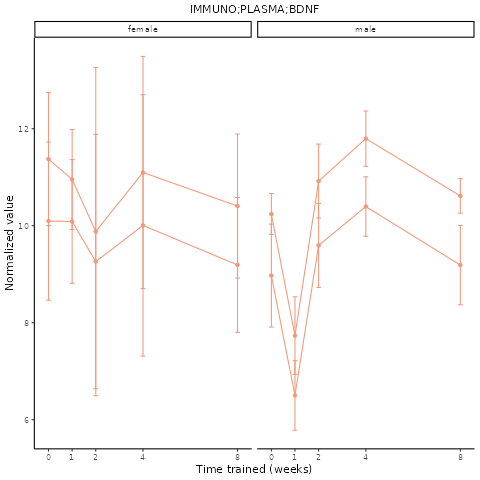 IMMUNO;PLASMA;BDNF
female
male
Normalized value
12
10
8
6
0 1 2 4 8
0 1 2 4 8
Time trained (weeks)